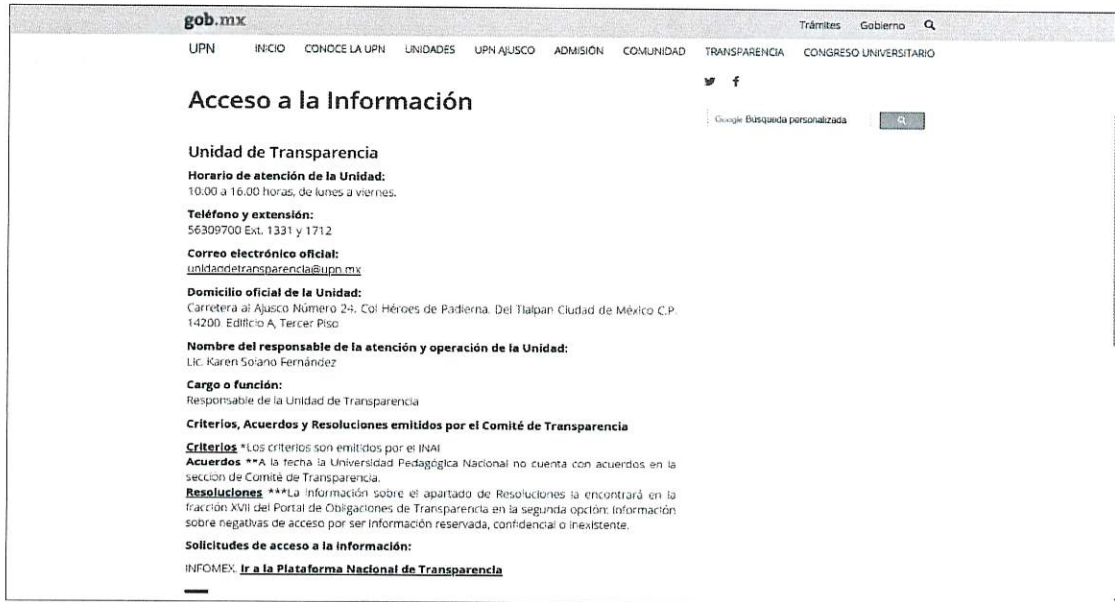 gob.mx
Trámites Gobierno
UPN INICIO CONOCE LA UPN UNIDADES UPN AJUSCO ADMISIÓN COMUNIDAD TRANSPARENCIA CONGRESO UNIVERSITARIO
Acceso a la Información
Google Búsqueda personalizada
Unidad de Transparencia
Horario de atención de la Unidad:
10:00 a 16:00 horas, de lunes a viernes.
Teléfono y extensión:
56309700 Ext. 1331 y 1712
Correo electrónico oficial:
unidaddetransparencia@upn.mx
Domicilio oficial de la Unidad:
Carretera al Ajusco Número 24. Col Héroes de Padierna. Del Tlalpan Ciudad de México C.P.
14200. Edificio A, Tercer Piso
Nombre del responsable de la atención y operación de la Unidad:
Lic. Karen Solano Fernández
Cargo o función:
Responsable de la Unidad de Transparencia
Criterios, Acuerdos y Resoluciones emitidos por el Comité de Transparencia
Criterios *Los criterios son emitidos por el INAI
Acuerdos **A la fecha la Universidad Pedagógica Nacional no cuenta con acuerdos en la
sección de Comité de Transparencia.
Resoluciones ***La información sobre el apartado de Resoluciones la encontrará en la
fracción XVII del Portal de Obligaciones de Transparencia en la segunda opción: información
sobre negativas de acceso por ser información reservada, confidencial o inexistente.
Solicitudes de acceso a la información:
INFOMEX. Ir a la Plataforma Nacional de Transparencia